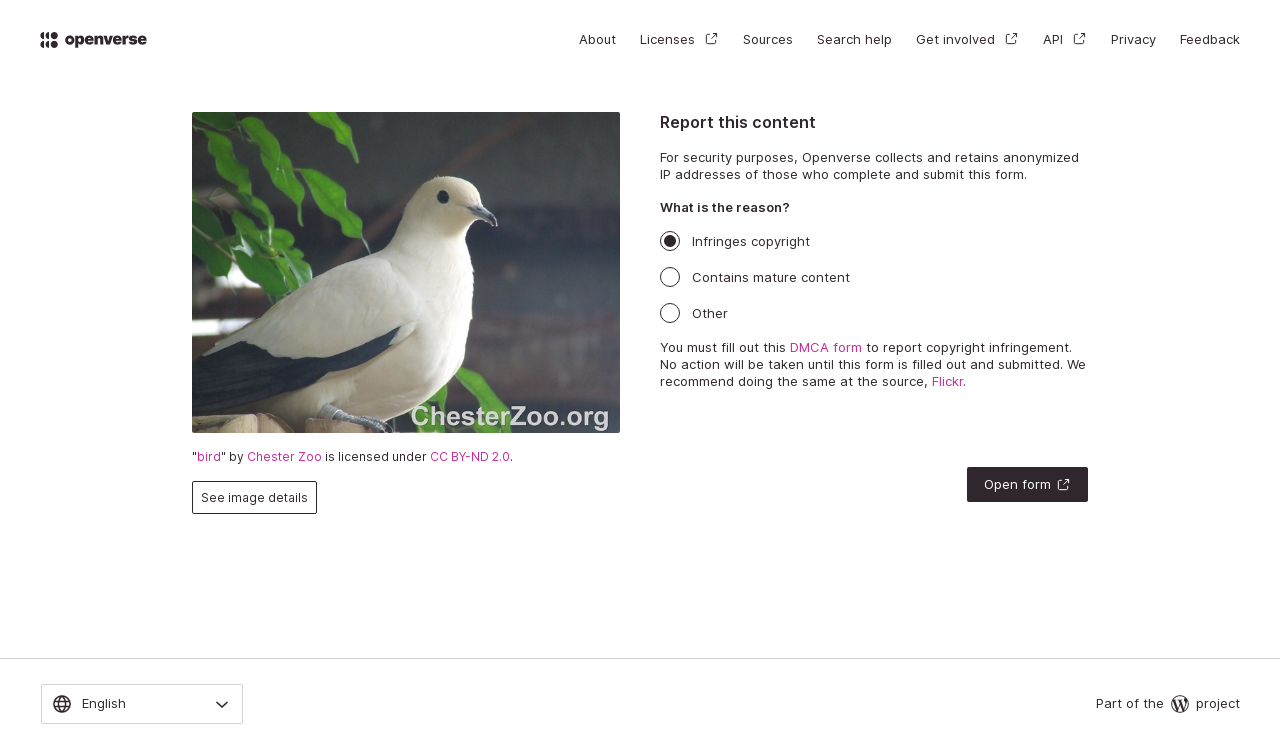 openverse
About Licenses Sources Search help Get involved API Privacy Feedback
ChesterZoo.org
"bird" by Chester Zoo is licensed under CC BY-ND 2.0.
See image details
Report this content
For security purposes, Openverse collects and retains anonymized
IP addresses of those who complete and submit this form.
What is the reason?
Infringes copyright
Contains mature content
Other
You must fill out this DMCA form to report copyright infringement.
No action will be taken until this form is filled out and submitted. We
recommend doing the same at the source, Flickr.
Open form
English
Part of the project